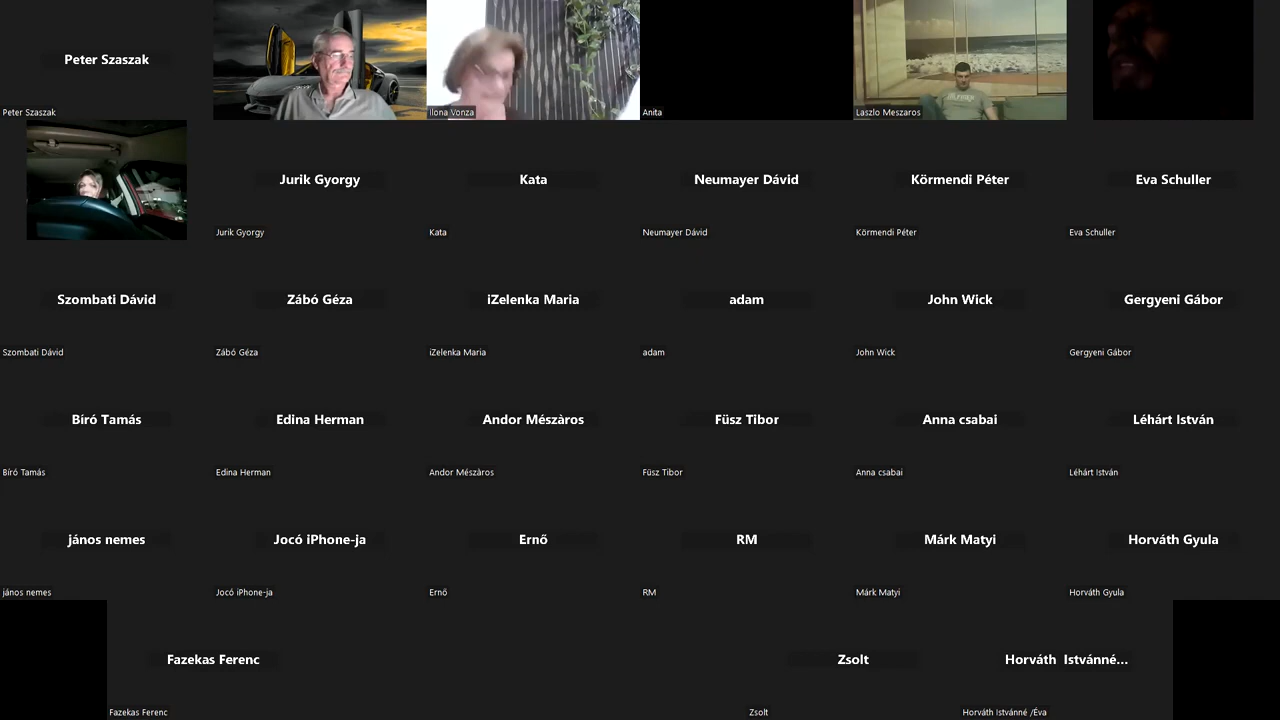 Peter Szaszak
Peter Szaszak
Ilona Vonza
Anita
Laszlo Meszaros
Jurik Gyorgy
Kata
Neumayer Dávid
Körmendi Péter
Eva Schuller
Jurik Gyorgy
Kata
Neumayer Dávid
Körmendi Péter
Eva Schuller
Szombati Dávid
Zábó Géza
iZelenka Maria
adam
John Wick
Gergyeni Gábor
Szombati Dávid
Zábó Géza
iZelenka Maria
adam
John Wick
Gergyeni Gábor
Bíró Tamás
Edina Herman
Andor Mészàros
Füsz Tibor
Anna csabai
Léhárt István
Bíró Tamás
Edina Herman
Andor Mészàros
Füsz Tibor
Anna csabai
Léhárt István
jános nemes
Jocó iPhone-ja
Ernő
RM
Márk Matyi
Horváth Gyula
jános nemes
Jocó iPhone-ja
Ernő
RM
Márk Matyi
Horváth Gyula
Fazekas Ferenc
Zsolt
Horváth Istvánné...
Fazekas Ferenc
Zsolt
Horváth Istvánné /Éva